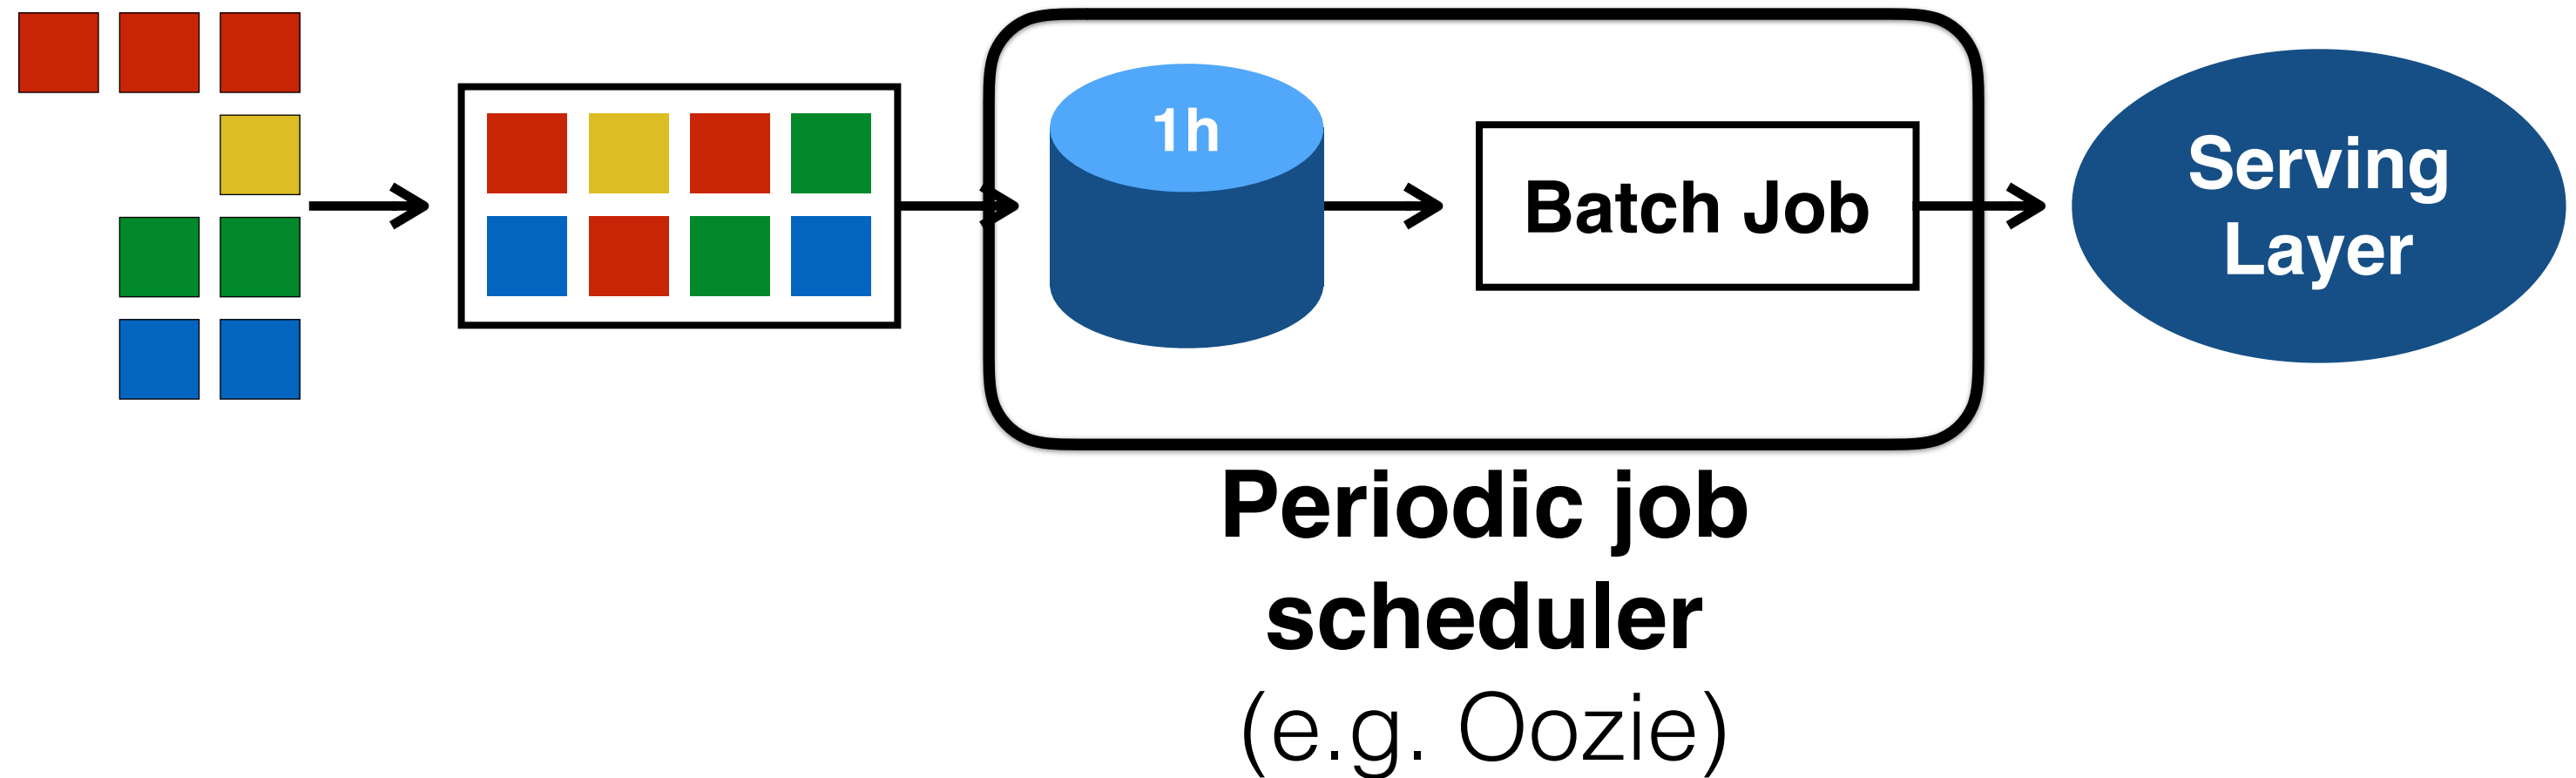 1h
Batch Job
Serving
Layer
Periodic job
scheduler
(e.g. Oozie)